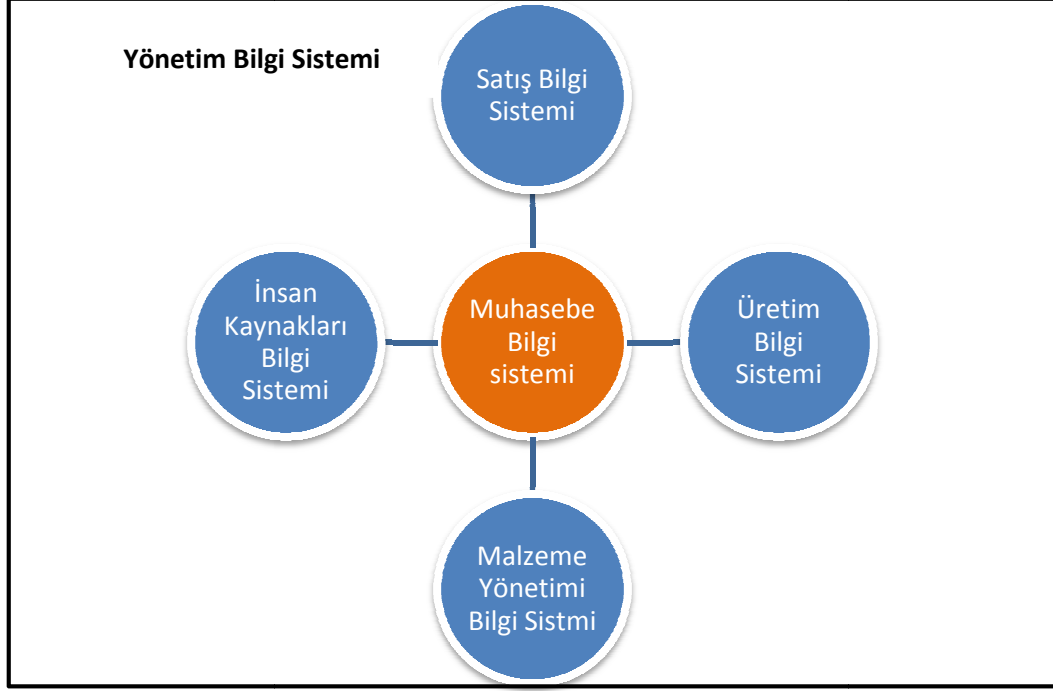 Yönetim Bilgi Sistemi
Satış Bilgi
Sistemi
İnsan
Kaynakları
Bilgi
Sistemi
Muhasebe
Bilgi
sistemi
Üretim
Bilgi
Sistemi
Malzeme
Yönetimi
Bilgi Sistmi